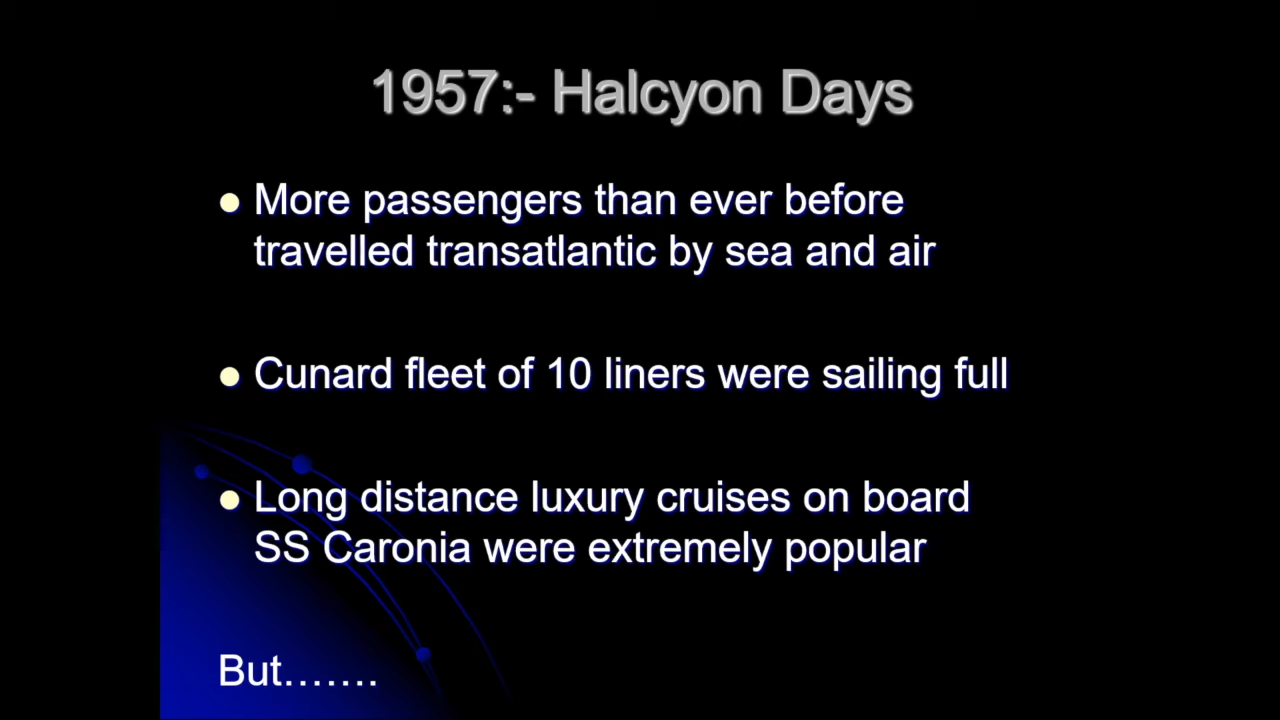 1957:- Halcyon Days
More passengers than ever before
travelled transatlantic by sea and air
Cunard fleet of 10 liners were sailing full
Long distance luxury cruises on board
SS Caronia were extremely popular
But…….